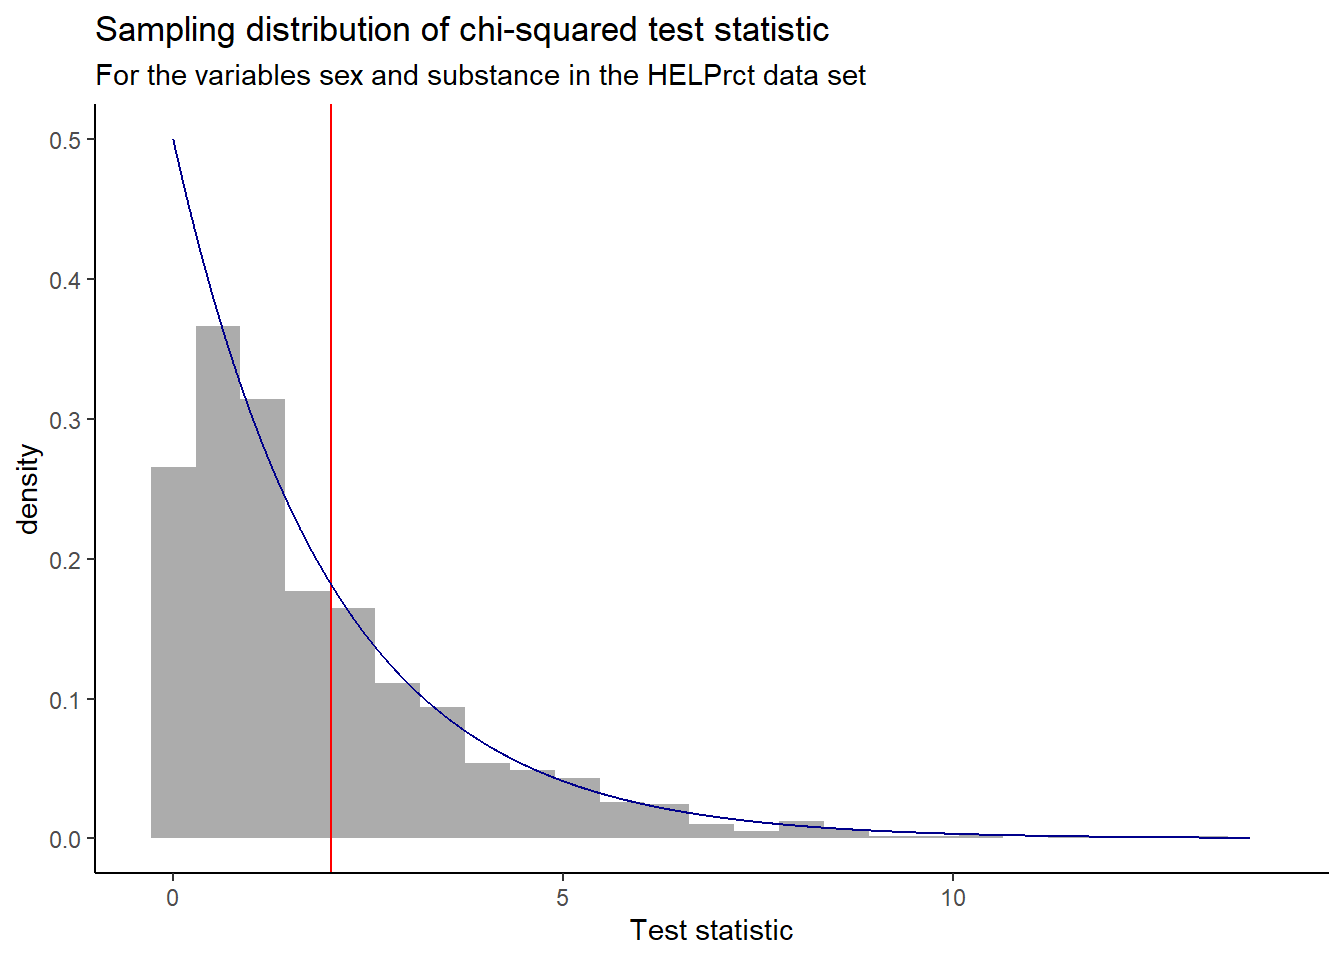 Sampling distribution of chi-squared test statistic
For the variables sex and substance in the HELPrct data set
0.5
0.4
0.3
0.2
0.1
0.0
density
0 5 10
Test statistic